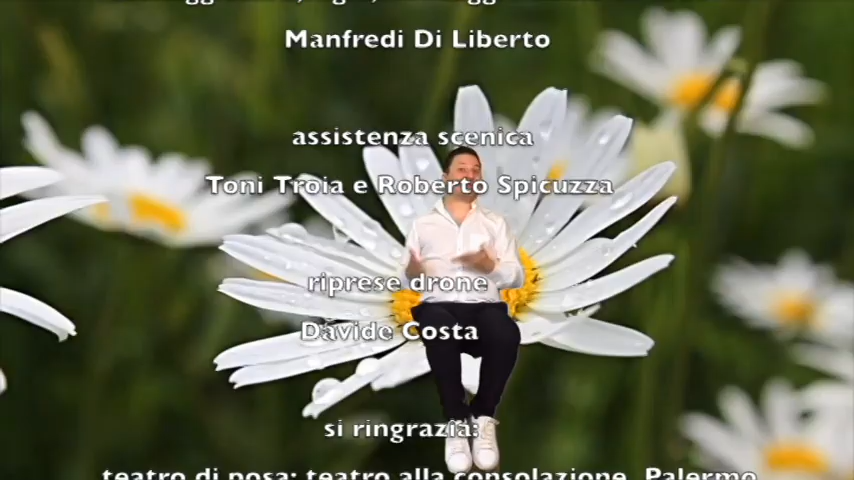 Manfredi Di Liberto
assistenza scenica
Toni Troia e Roberto Spicuzza
riprese drone
Davide Costa
si ringrazia:
teatro di posa: teatro alla consolazione, Palermo